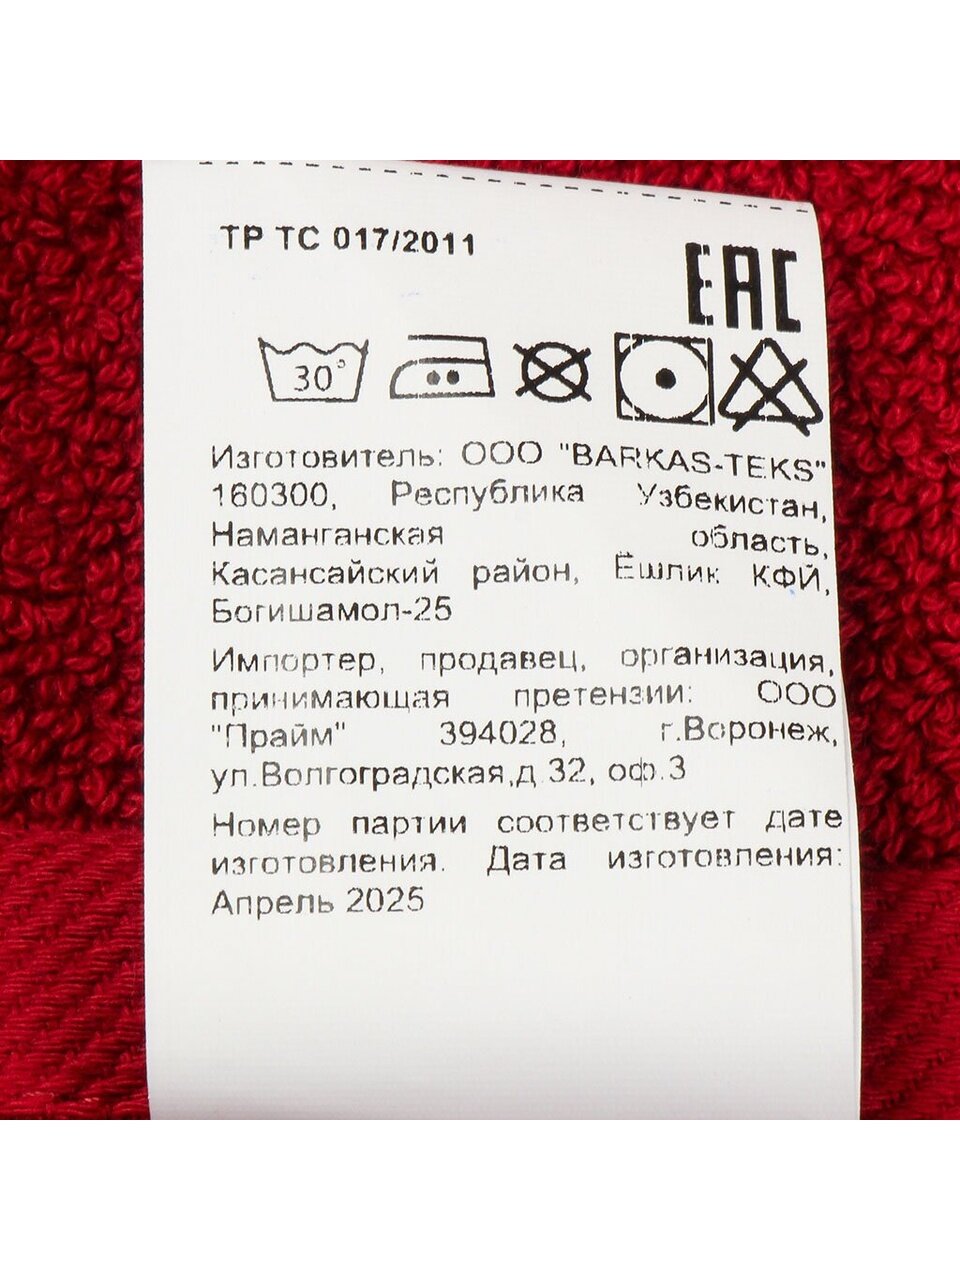 ТР ТС 017/2011
EAC
30°
Изготовитель: ООО "BARKAS-TEKS"
160300, Республика Узбекистан,
Наманганская область,
Касансайский район, Ёшлик КФЙ,
Богишамол-25
Импортер, продавец, организация,
принимающая претензии: ООО
"Прайм" 394028, г.Воронеж,
ул.Волгоградская,д.32, оф.3
Номер партии соответствует дате
изготовления. Дата изготовления:
Апрель 2025